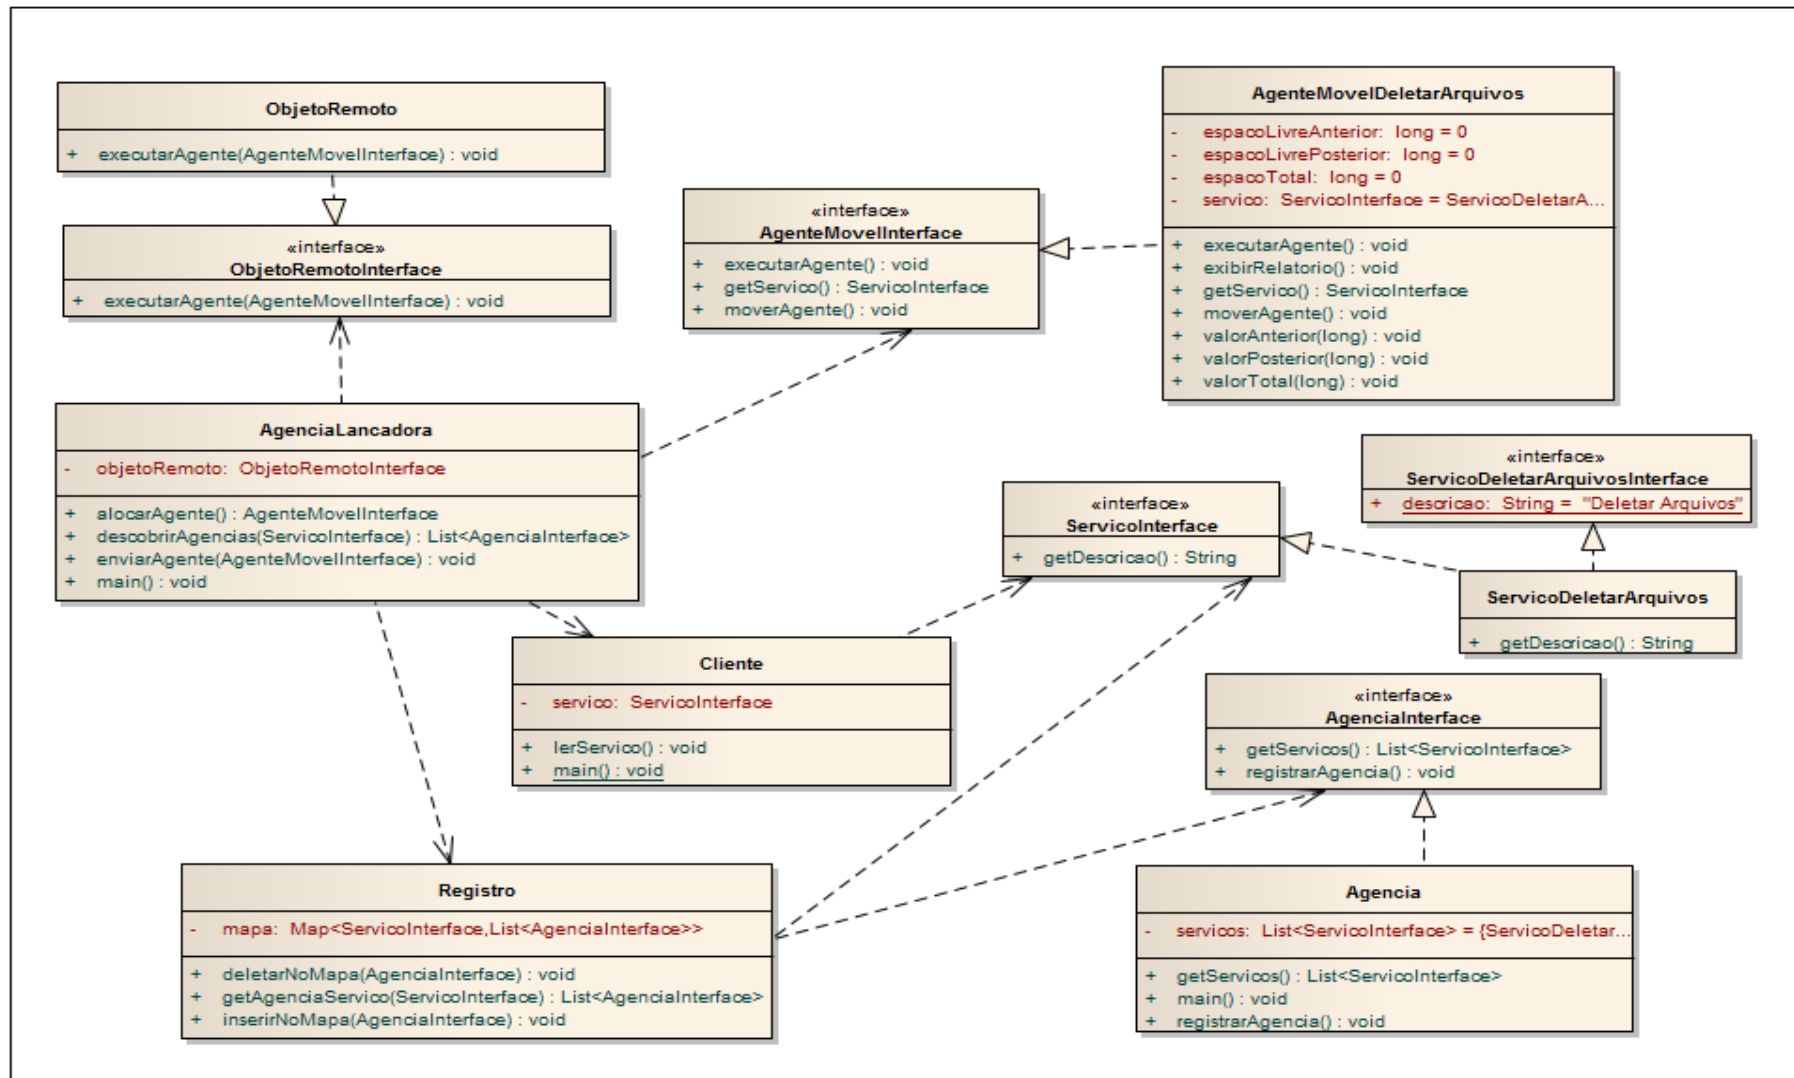 ObjetoRemoto
+ executarAgente(AgenteMovelInterface) : void
«interface»
ObjetoRemotoInterface
+ executarAgente(AgenteMovelInterface) : void
AgenciaLancadora
- objetoRemoto: ObjetoRemotoInterface
+ alocarAgente() : AgenteMovelInterface
+ descobrirAgencias(ServicoInterface) : List<AgenciaInterface>
+ enviarAgente(AgenteMovelInterface) : void
+ main() : void
«interface»
AgenteMovelInterface
+ executarAgente() : void
+ getServico() : ServicoInterface
+ moverAgente() : void
AgenteMovelDeletarArquivos
- espacoLivreAnterior: long = 0
- espacoLivrePosterior: long = 0
- espacoTotal: long = 0
- servico: ServicoInterface = ServicoDeletarA...
+ executarAgente() : void
+ exibirRelatorio() : void
+ getServico() : ServicoInterface
+ moverAgente() : void
+ valorAnterior(long) : void
+ valorPosterior(long) : void
+ valorTotal(long) : void
«interface»
ServicoDeletarArquivosInterface
+ descricao: String = "Deletar Arquivos"
«interface»
ServicoInterface
+ getDescricao() : String
ServicoDeletarArquivos
+ getDescricao() : String
Cliente
- servico: ServicoInterface
+ lerServico() : void
+ main() : void
«interface»
AgenciaInterface
+ getServicos() : List<ServicoInterface>
+ registrarAgencia() : void
Registro
- mapa: Map<ServicoInterface,List<AgenciaInterface>>
+ deletarNoMapa(AgenciaInterface) : void
+ getAgenciaServico(ServicoInterface) : List<AgenciaInterface>
+ inserirNoMapa(AgenciaInterface) : void
Agencia
- servicos: List<ServicoInterface> = {ServicoDeletar...
+ getServicos() : List<ServicoInterface>
+ main() : void
+ registrarAgencia() : void